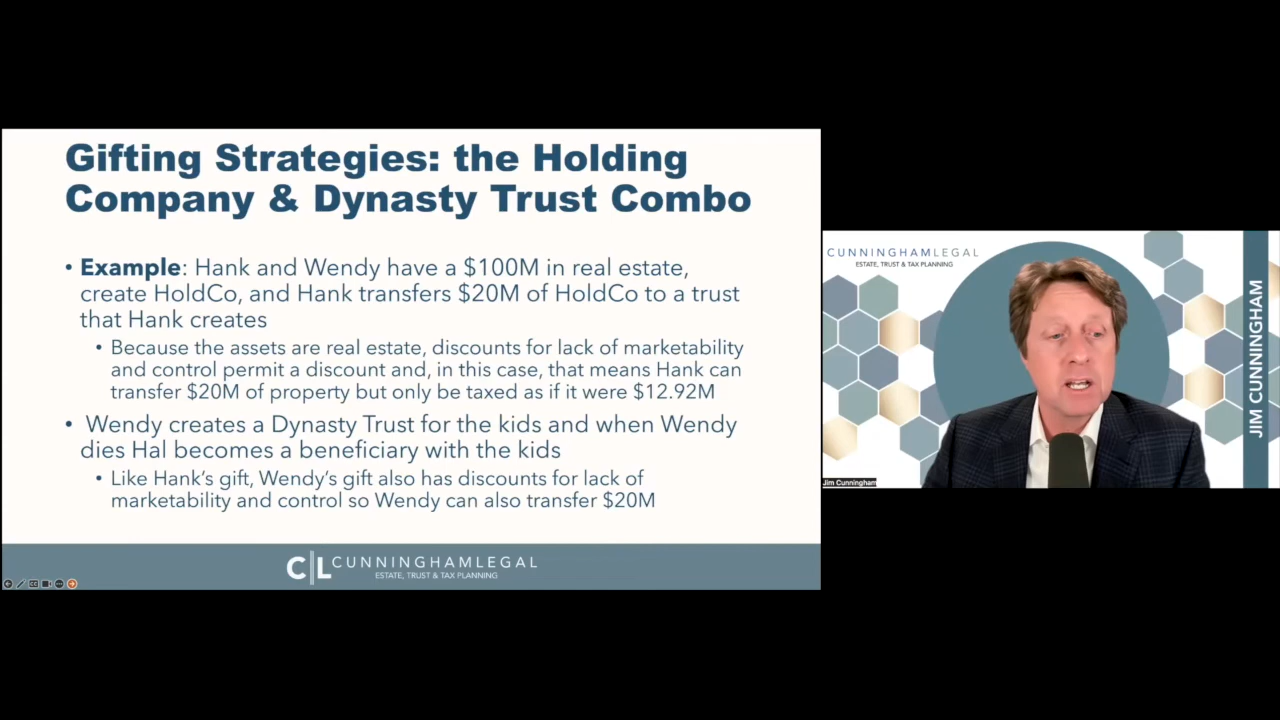 Gifting Strategies: the Holding
Company & Dynasty Trust Combo
• Example: Hank and Wendy have a $100M in real estate,
create HoldCo, and Hank transfers $20M of HoldCo to a trust
that Hank creates
• Because the assets are real estate, discounts for lack of marketability
and control permit a discount and, in this case, that means Hank can
transfer $20M of property but only be taxed as if it were $12.92M
• Wendy creates a Dynasty Trust for the kids and when Wendy
dies Hal becomes a beneficiary with the kids
• Like Hank's gift, Wendy's gift also has discounts for lack of
marketability and control so Wendy can also transfer $20M
C|L CUNNINGHAMLEGAL
ESTATE, TRUST & TAX PLANNING
CUNNINGHAMLEGAL
ESTATE, TRUST & TAX PLANNING
JIM CUNNINGHAM
Jim Cunningham